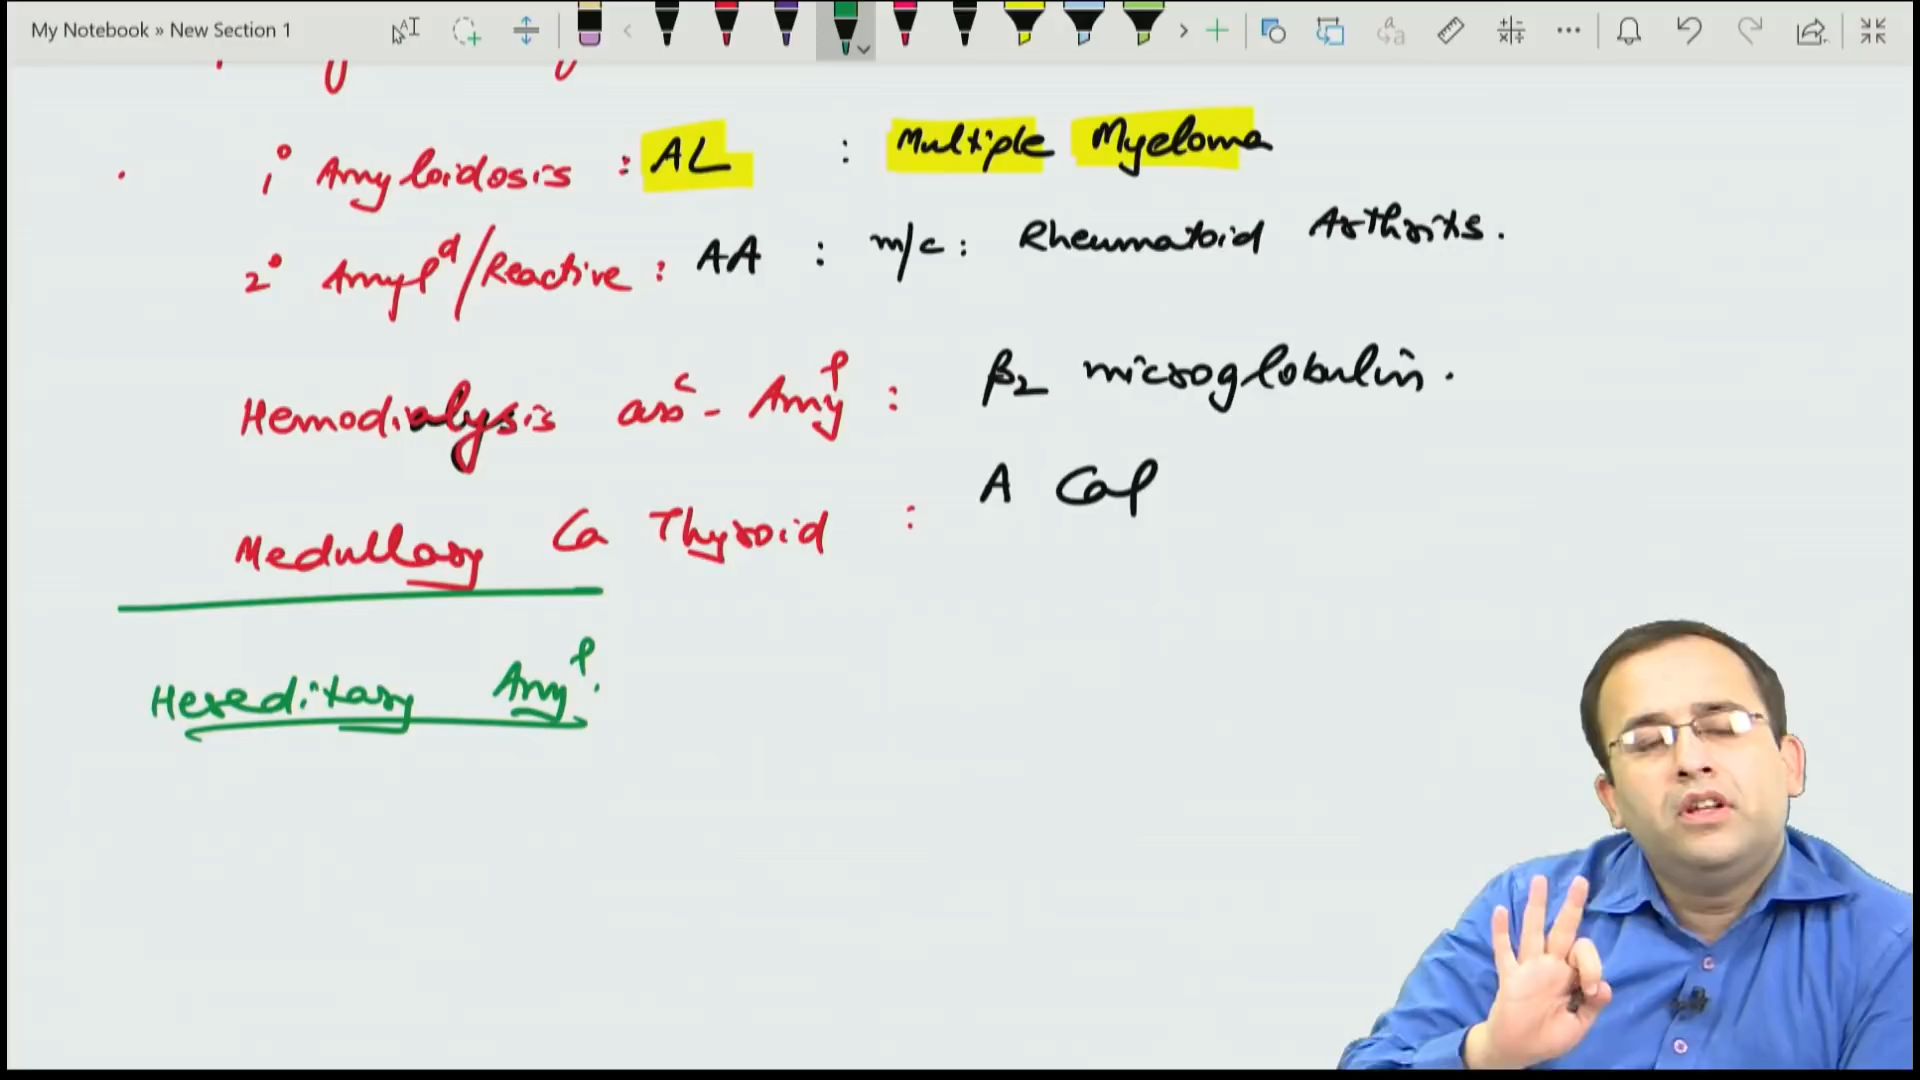 My Notebook » New Section 1
1° Amyloidosis : AL : Multiple Myeloma
2° Amyl^d/Reactive : AA : m/c : Rheumatoid Arthritis.
Hemodialysis ass^c - Amy^l : β2 microglobulin.
Medullary Ca Thyroid : A Cal
Hereditary Amy^l.